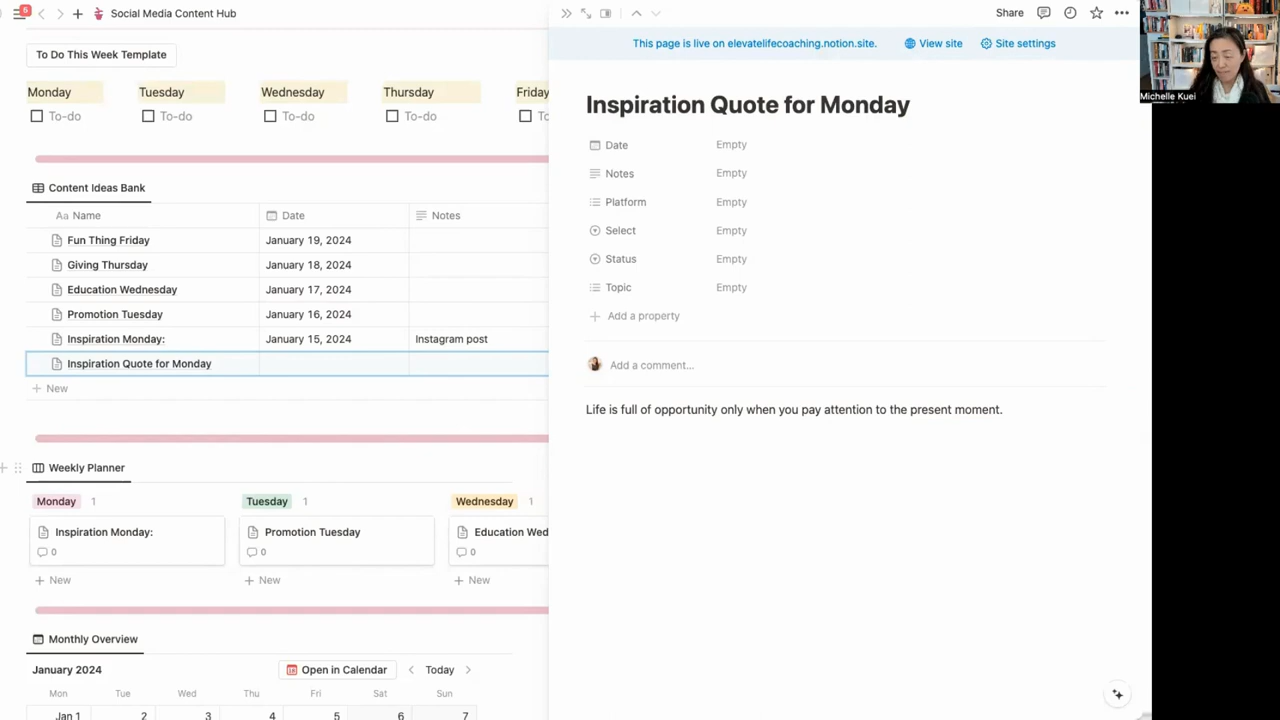 6
Social Media Content Hub
To Do This Week Template
Monday
Tuesday
Wednesday
Thursday
Friday
To-do
To-do
To-do
To-do
Content Ideas Bank
Aa Name
Date
Notes
Fun Thing Friday
January 19, 2024
Giving Thursday
January 18, 2024
Education Wednesday
January 17, 2024
Promotion Tuesday
January 16, 2024
Inspiration Monday:
January 15, 2024
Instagram post
Inspiration Quote for Monday
+ New
Weekly Planner
Monday 1
Tuesday 1
Wednesday 1
Inspiration Monday:
0
Promotion Tuesday
0
Education Wed
0
+ New
+ New
+ New
Monthly Overview
January 2024
Open in Calendar
Today
Mon Tue Wed Thu Fri Sat Sun
Jan 1 2 3 4 5 6 7
Share
This page is live on elevatelifecoaching.notion.site.
View site
Site settings
Inspiration Quote for Monday
Date Empty
Notes Empty
Platform Empty
Select Empty
Status Empty
Topic Empty
+ Add a property
Add a comment...
Life is full of opportunity only when you pay attention to the present moment.
Michelle Kuei